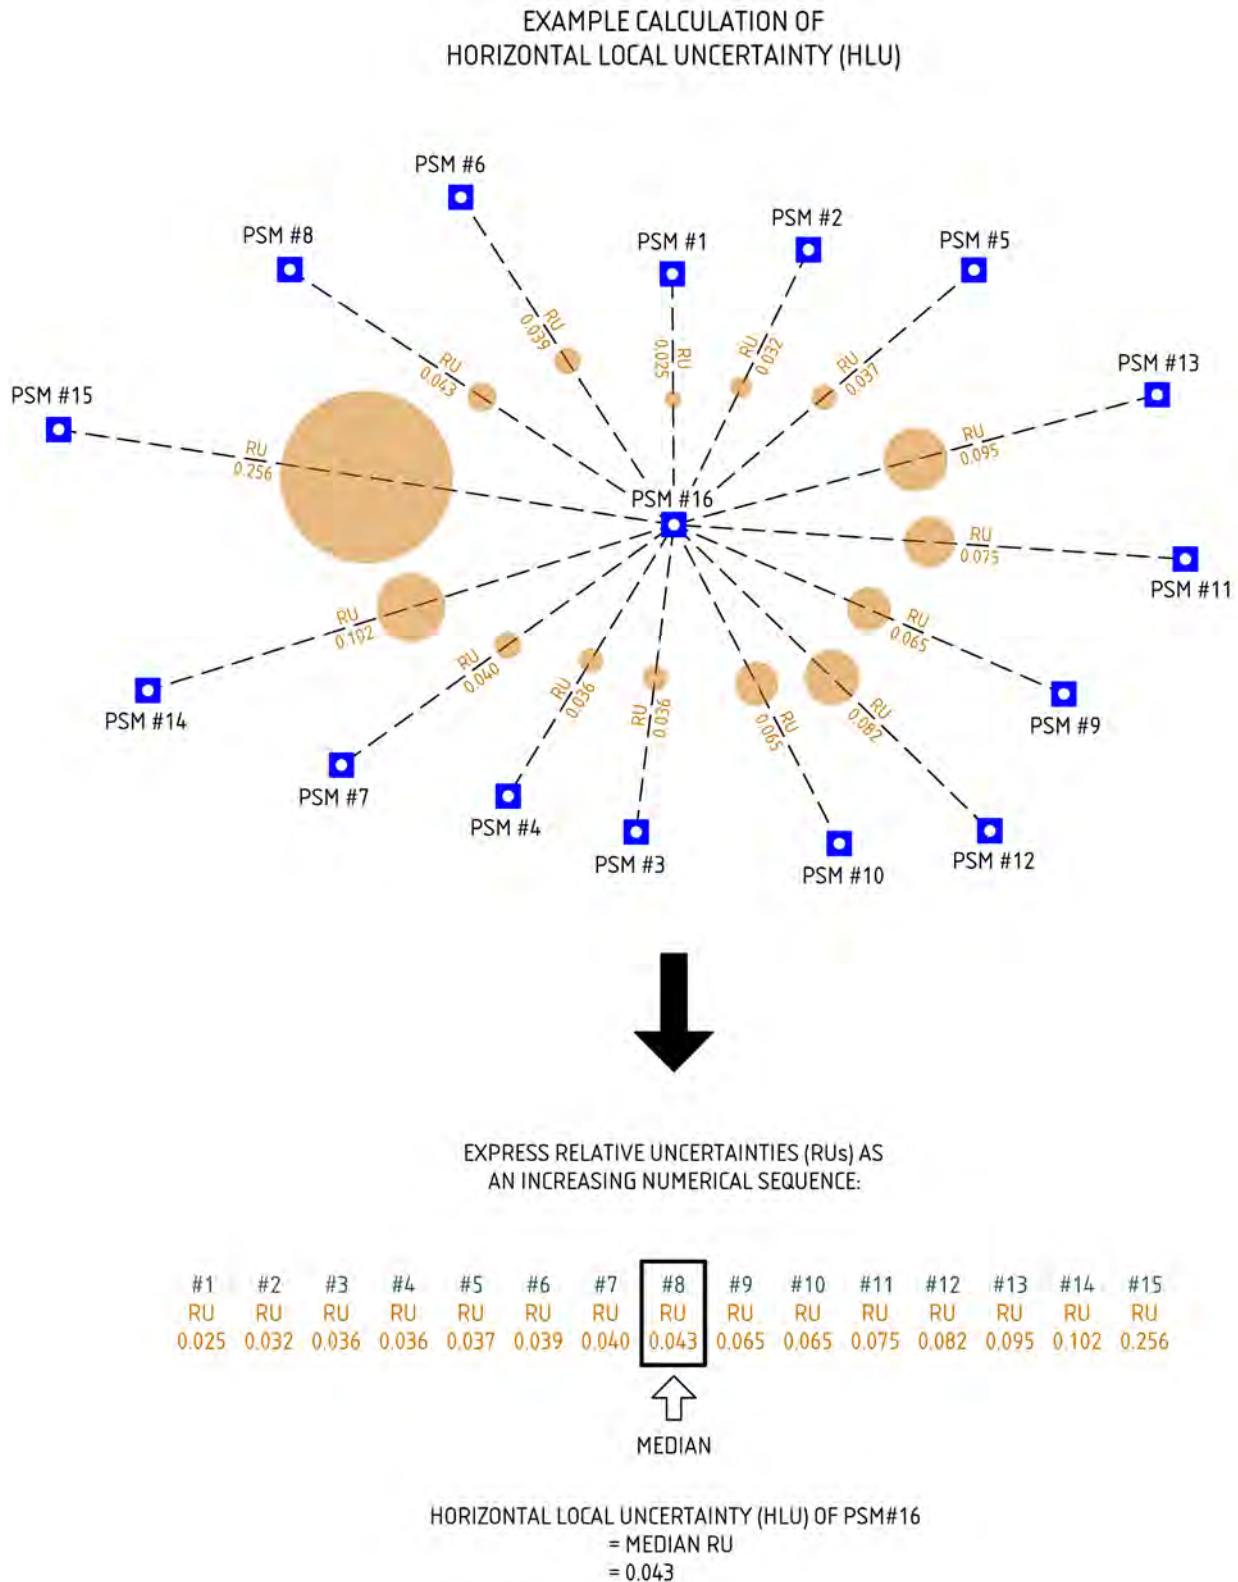 EXAMPLE CALCULATION OF
HORIZONTAL LOCAL UNCERTAINTY (HLU)
PSM #6
PSM #2
PSM #8
PSM #1
PSM #5
RU
0.039
RU
0.025
RU
0.032
RU
0.037
RU
0.043
PSM #13
PSM #15
RU
0.256
RU
0.095
PSM #16
RU
0.075
PSM #11
RU
0.102
RU
0.065
RU
0.040
RU
0.036
RU
0.036
RU
0.065
RU
0.082
PSM #14
PSM #9
PSM #7
PSM #4
PSM #3
PSM #10
PSM #12
EXPRESS RELATIVE UNCERTAINTIES (RUs) AS
AN INCREASING NUMERICAL SEQUENCE:
#1 #2 #3 #4 #5 #6 #7 #8 #9 #10 #11 #12 #13 #14 #15
RU RU RU RU RU RU RU RU RU RU RU RU RU RU RU
0.025 0.032 0.036 0.036 0.037 0.039 0.040 0.043 0.065 0.065 0.075 0.082 0.095 0.102 0.256
MEDIAN
HORIZONTAL LOCAL UNCERTAINTY (HLU) OF PSM#16
= MEDIAN RU
= 0.043